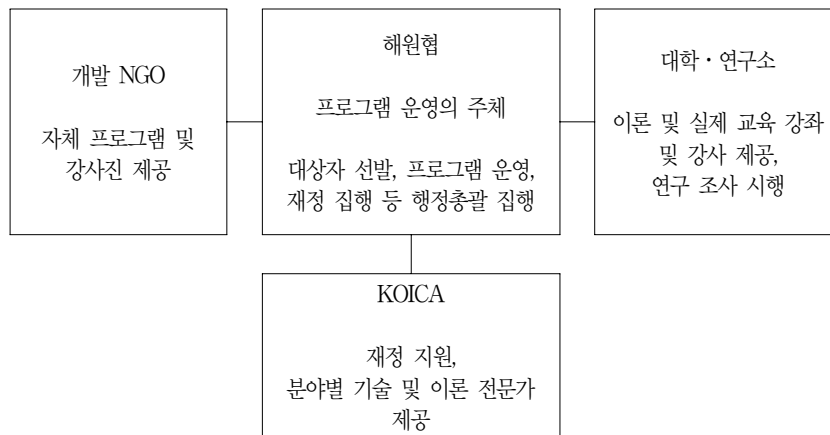 개발 NGO
자체 프로그램 및
강사진 제공
해원협
프로그램 운영의 주체
대상자 선발, 프로그램 운영,
재정 집행 등 행정총괄 집행
대학・연구소
이론 및 실제 교육 강좌
및 강사 제공,
연구 조사 시행
KOICA
재정 지원,
분야별 기술 및 이론 전문가
제공